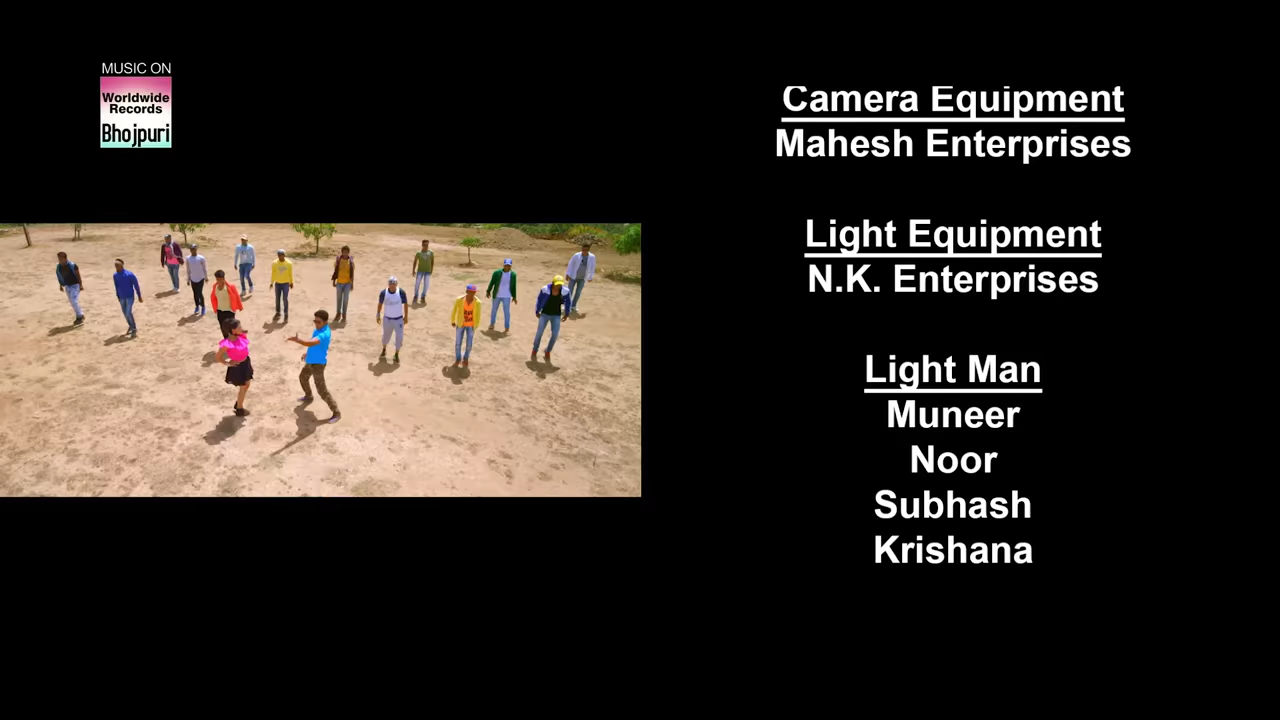 MUSIC ON
Worldwide
Records
Bhojpuri
Camera Equipment
Mahesh Enterprises
Light Equipment
N.K. Enterprises
Light Man
Muneer
Noor
Subhash
Krishana